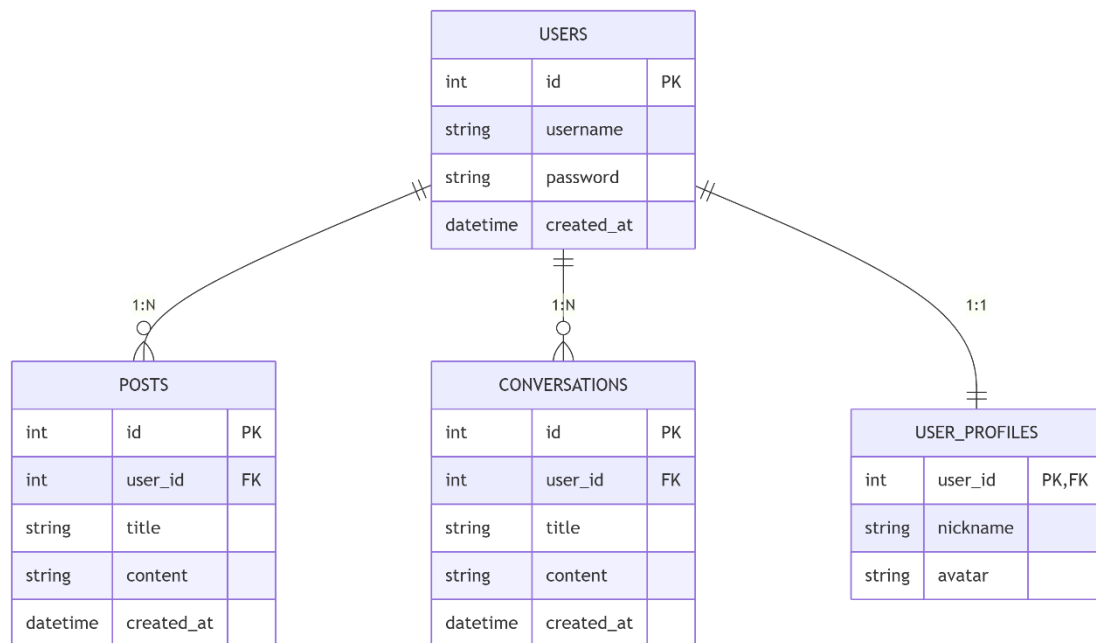 USERS
int id PK
string username
string password
datetime created_at
1:N
1:N
1:1
POSTS
int id PK
int user_id FK
string title
string content
datetime created_at
CONVERSATIONS
int id PK
int user_id FK
string title
string content
datetime created_at
USER_PROFILES
int user_id PK,FK
string nickname
string avatar